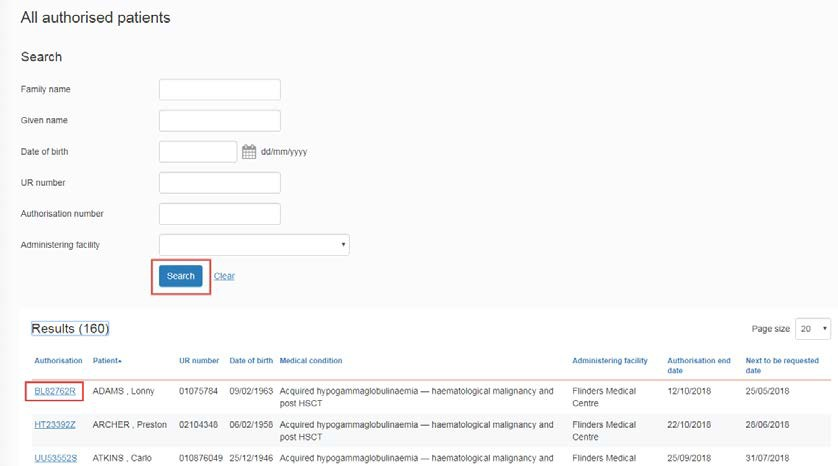 All authorised patients
Search
Family name
Given name
Date of birth dd/mm/yyyy
UR number
Authorisation number
Administering facility
Search Clear
Results (160) Page size 20
Authorisation Patient UR number Date of birth Medical condition Administering facility Authorisation end Next to be requested
date date
BL82762R ADAMS , Lonny 01075784 09/02/1963 Acquired hypogammaglobulinaemia — haematological malignancy and Flinders Medical 12/10/2018 25/05/2018
post HSCT Centre
HT23392Z ARCHER , Preston 02104348 06/02/1958 Acquired hypogammaglobulinaemia — haematological malignancy and Flinders Medical 22/10/2018 28/06/2018
post HSCT Centre
UU53552S ATKINS , Carlo 010876049 25/12/1946 Acquired hypogammaglobulinaemia — haematological malignancy and Flinders Medical 25/09/2018 31/07/2018